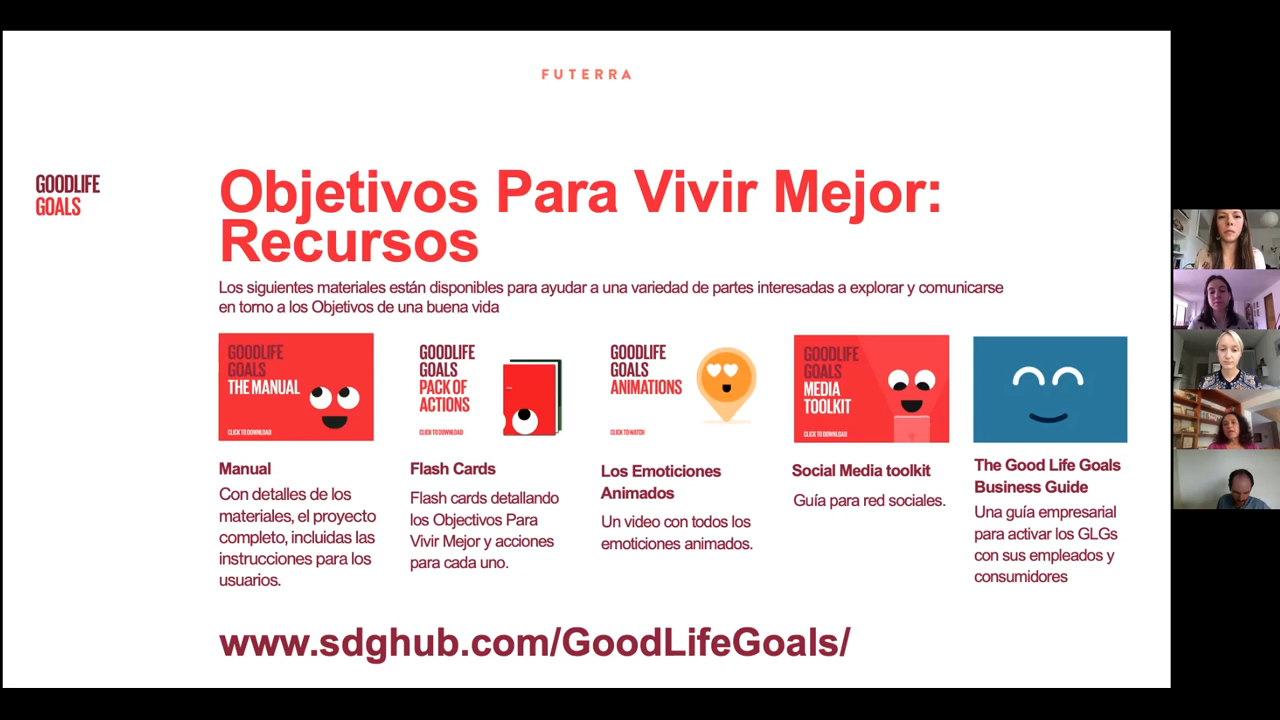 FUTERRA
GOODLIFE
GOALS
Objetivos Para Vivir Mejor:
Recursos
Los siguientes materiales están disponibles para ayudar a una variedad de partes interesadas a explorar y comunicarse
en torno a los Objetivos de una buena vida
GOODLIFE
GOALS
THE MANUAL
CLICK TO DOWNLOAD
Manual
Con detalles de los
materiales, el proyecto
completo, incluidas las
instrucciones para los
usuarios.
GOODLIFE
GOALS
PACK OF
ACTIONS
CLICK TO DOWNLOAD
Flash Cards
Flash cards detallando
los Objectivos Para
Vivir Mejor y acciones
para cada uno.
GOODLIFE
GOALS
ANIMATIONS
CLICK TO WATCH
Los Emoticiones
Animados
Un video con todos los
emoticiones animados.
GOODLIFE
GOALS
MEDIA
TOOLKIT
CLICK TO DOWNLOAD
Social Media toolkit
Guía para red sociales.
The Good Life Goals
Business Guide
Una guía empresarial
para activar los GLGs
con sus empleados y
consumidores
www.sdghub.com/GoodLifeGoals/